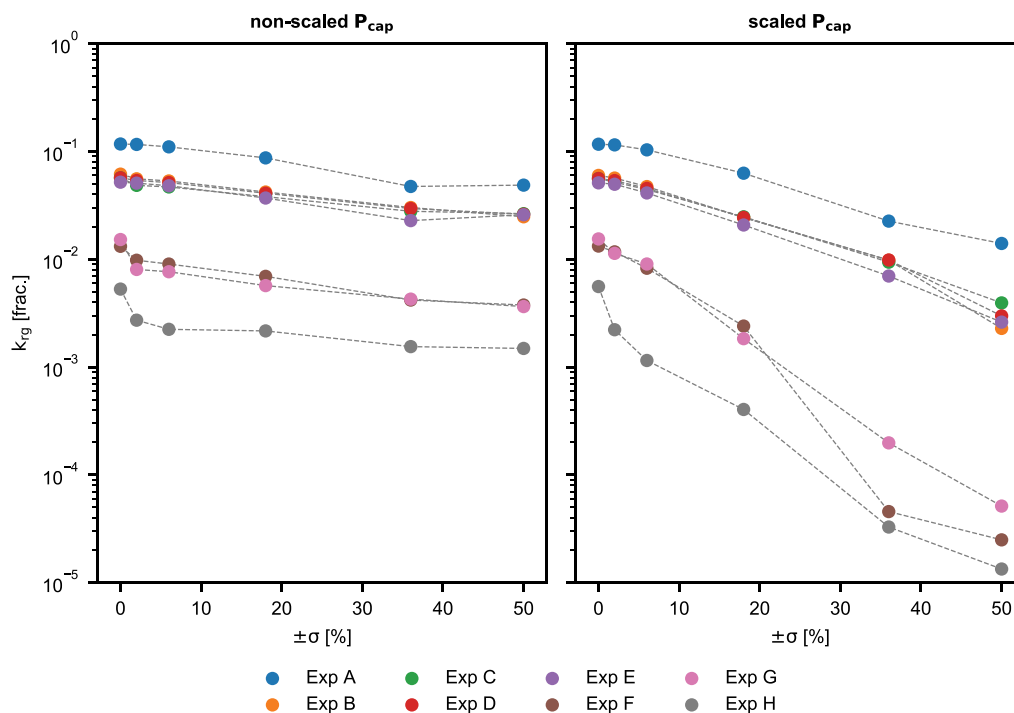 non-scaled P_cap
scaled P_cap
k_rg [frac.]
10^0
10^-1
10^-2
10^-3
10^-4
10^-5
0 10 20 30 40 50
0 10 20 30 40 50
±σ [%]
±σ [%]
Exp A Exp C Exp E Exp G
Exp B Exp D Exp F Exp H